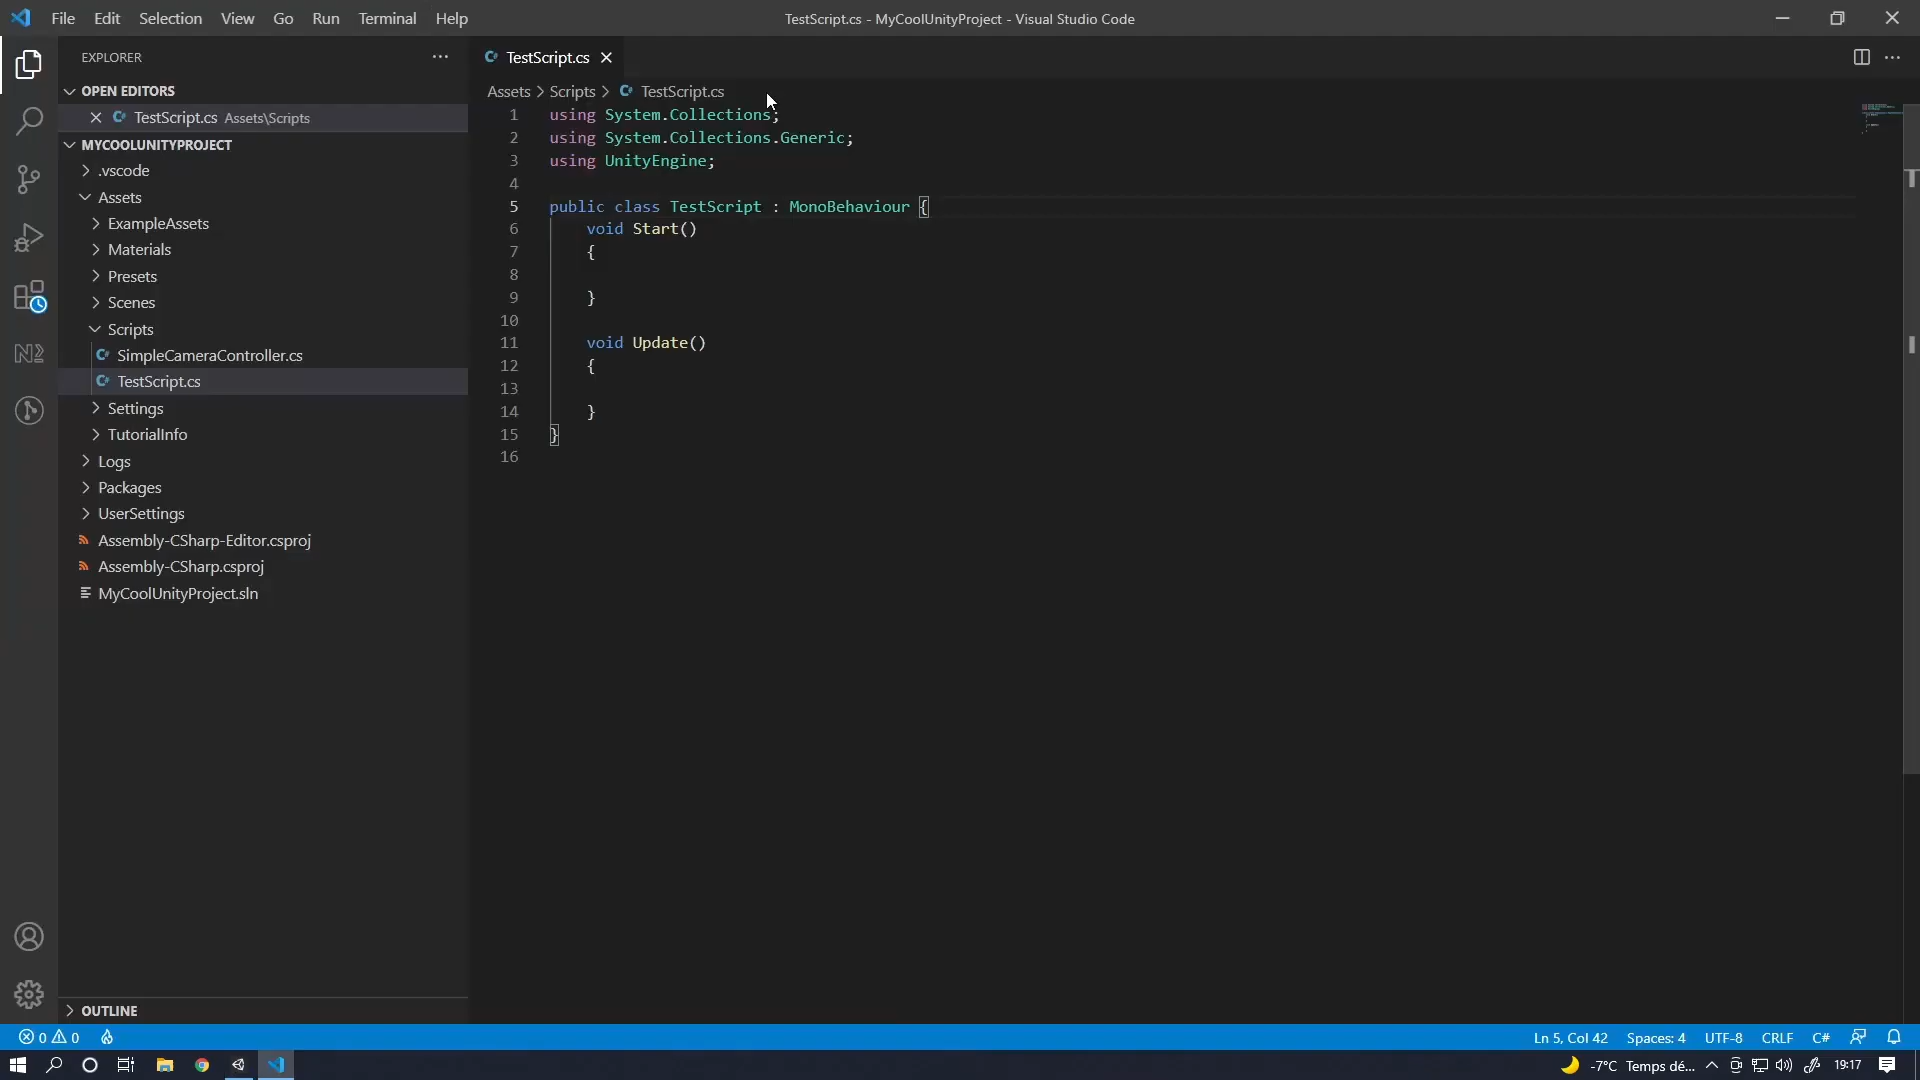 File Edit Selection View Go Run Terminal Help
TestScript.cs - MyCoolUnityProject - Visual Studio Code
EXPLORER
OPEN EDITORS
TestScript.cs Assets\Scripts
MYCOOLUNITYPROJECT
.vscode
Assets
ExampleAssets
Materials
Presets
Scenes
Scripts
SimpleCameraController.cs
TestScript.cs
Settings
TutorialInfo
Logs
Packages
UserSettings
Assembly-CSharp-Editor.csproj
Assembly-CSharp.csproj
MyCoolUnityProject.sln
OUTLINE
TestScript.cs
Assets > Scripts > TestScript.cs
1 using System.Collections;
2 using System.Collections.Generic;
3 using UnityEngine;
4
5 public class TestScript : MonoBehaviour {
6 void Start()
7 {
8
9 }
10
11 void Update()
12 {
13
14 }
15 }
16
0 0
Ln 5, Col 42 Spaces: 4 UTF-8 CRLF C#
-7°C Temps dé... 19:17